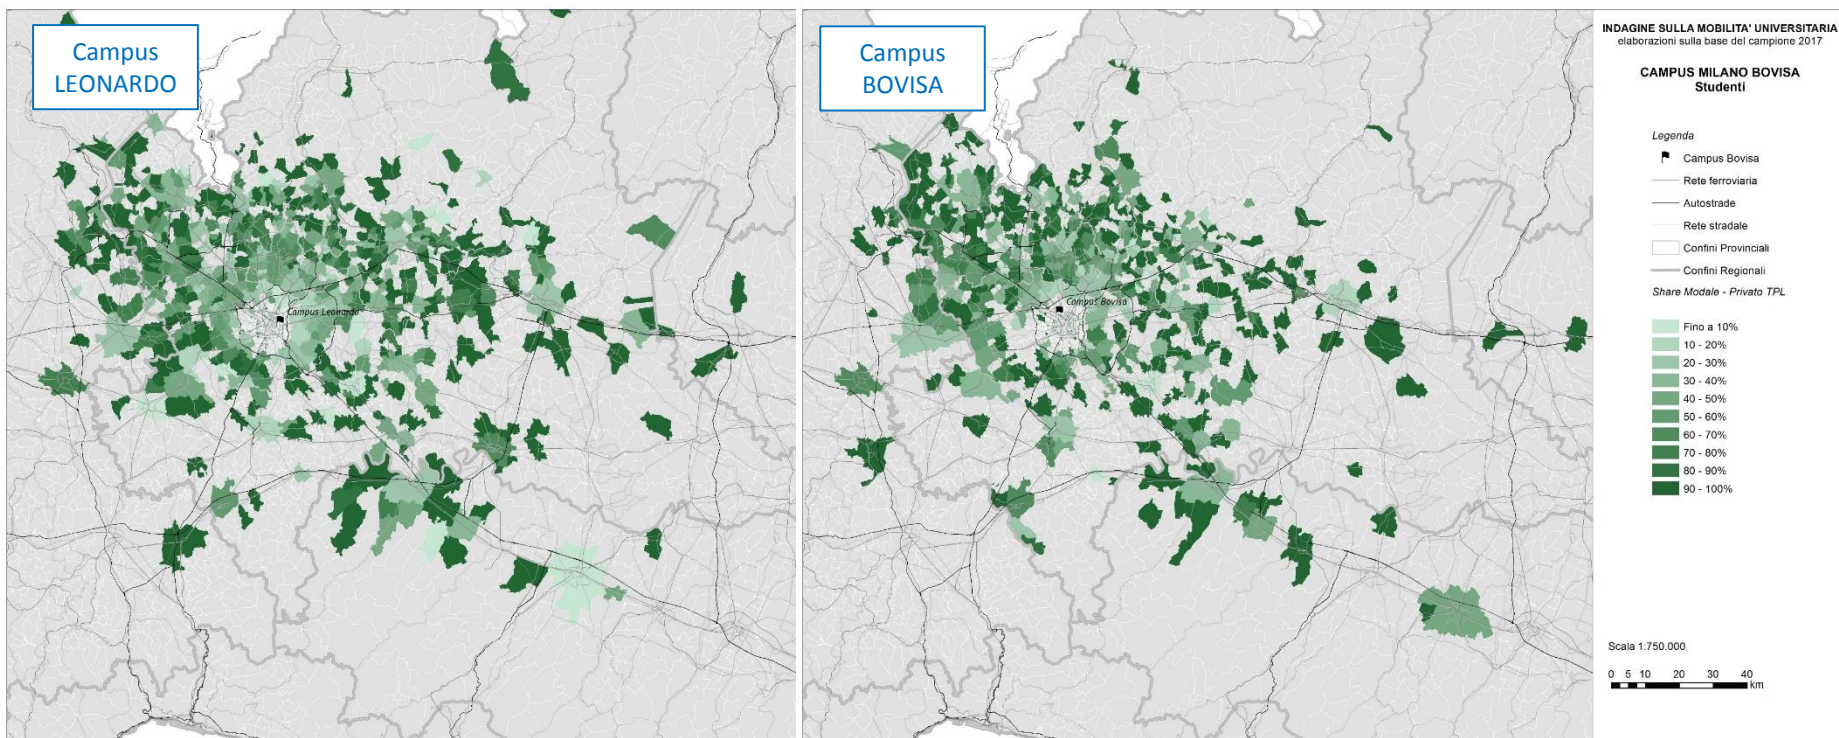 Campus
LEONARDO
Campus Leonardo
Campus
BOVISA
Campus Bovisa
INDAGINE SULLA MOBILITA' UNIVERSITARIA
elaborazioni sulla base del campione 2017
CAMPUS MILANO BOVISA
Studenti
Legenda
Campus Bovisa
Rete ferroviaria
Autostrade
Rete stradale
Confini Provinciali
Confini Regionali
Share Modale - Privato TPL
Fino a 10%
10 - 20%
20 - 30%
30 - 40%
40 - 50%
50 - 60%
60 - 70%
70 - 80%
80 - 90%
90 - 100%
Scala 1:750.000
0 5 10 20 30 40
km